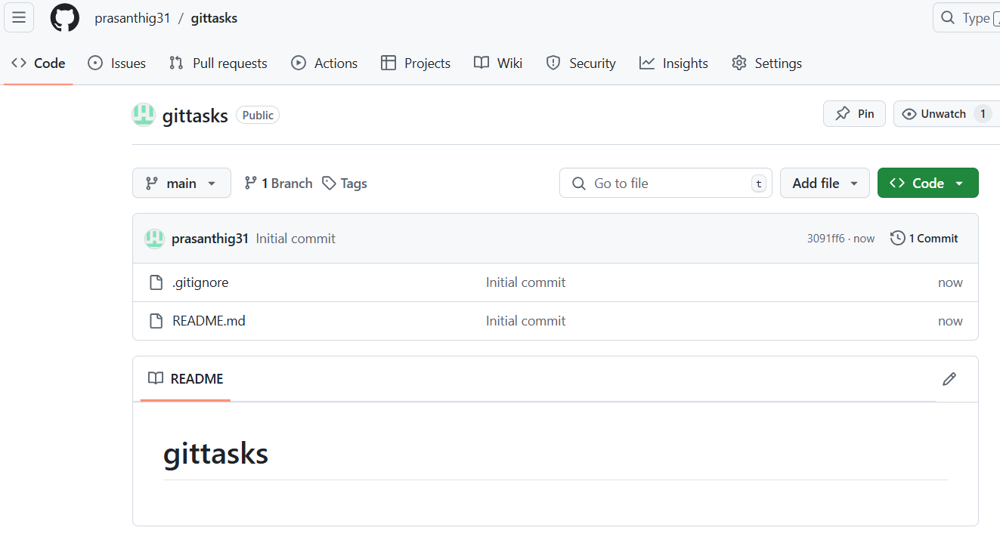 prasanthig31 / gittasks
Type /
Code Issues Pull requests Actions Projects Wiki Security Insights Settings
gittasks Public
Pin Unwatch 1
main 1 Branch Tags
Go to file t Add file Code
prasanthig31 Initial commit 3091ff6 · now 1 Commit
.gitignore Initial commit now
README.md Initial commit now
README
gittasks